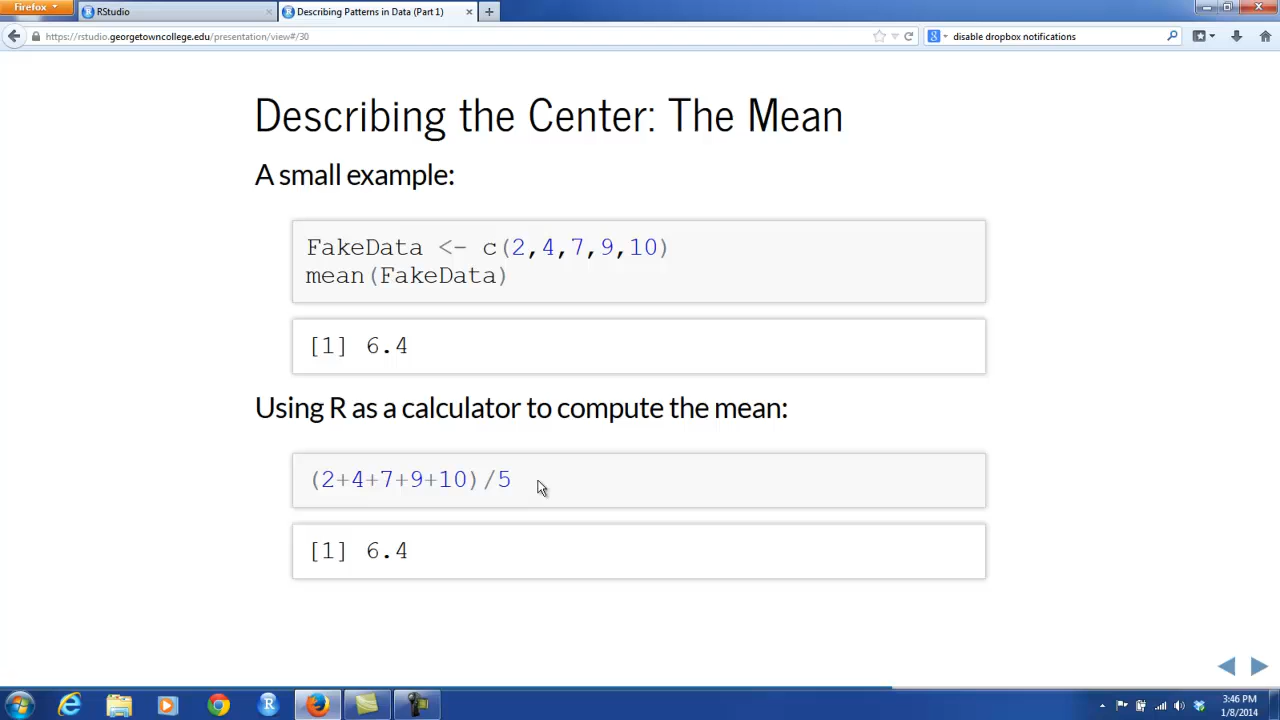 Firefox
RStudio
Describing Patterns in Data (Part 1)
https://rstudio.georgetowncollege.edu/presentation/view#/30
disable dropbox notifications
Describing the Center: The Mean
A small example:
FakeData <- c(2,4,7,9,10)
mean(FakeData)
[1] 6.4
Using R as a calculator to compute the mean:
(2+4+7+9+10)/5
[1] 6.4
3:46 PM
1/8/2014